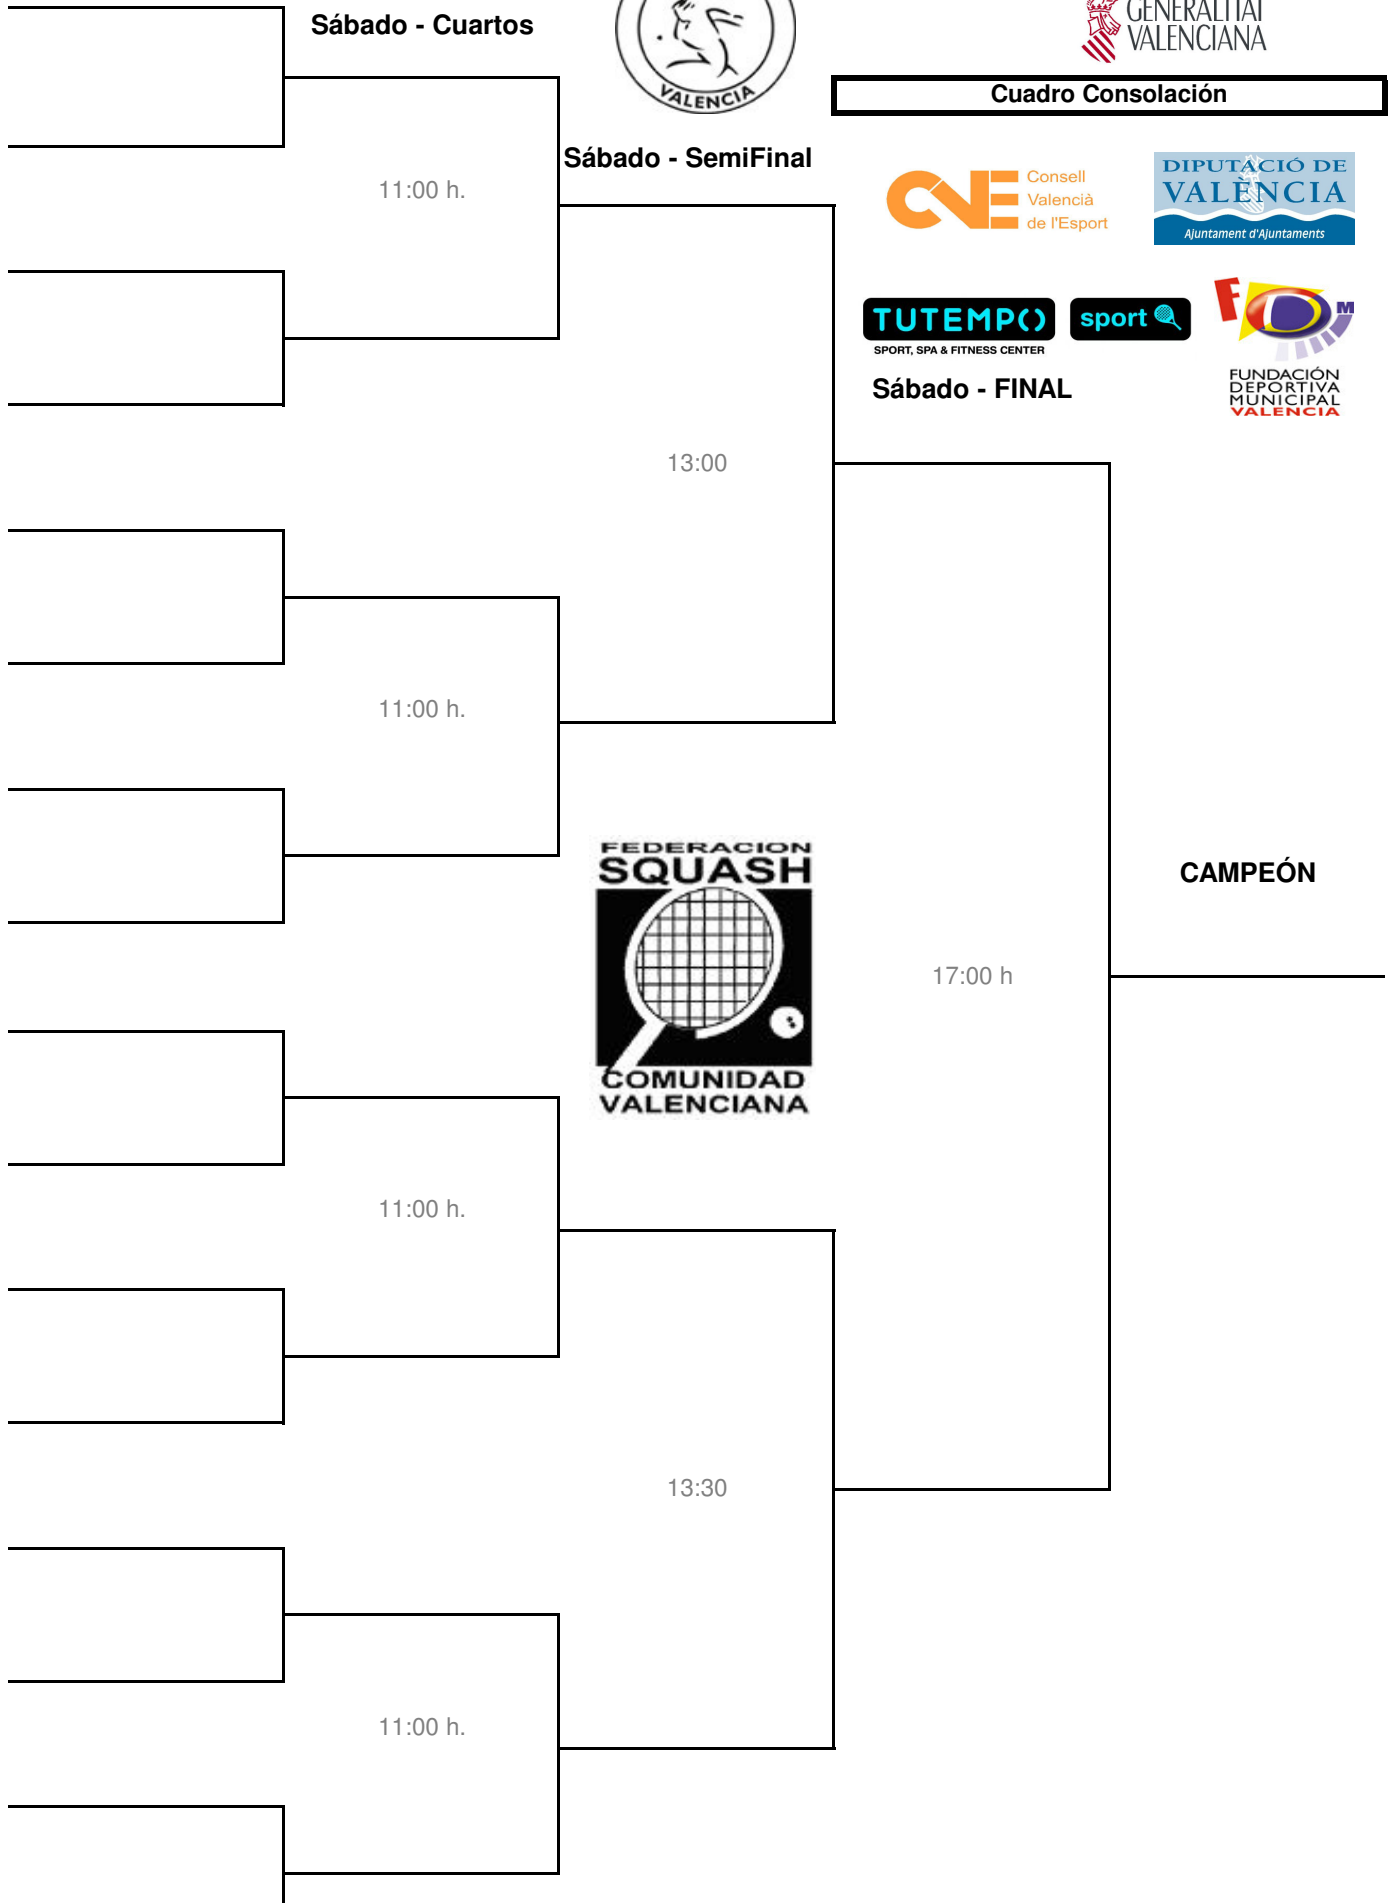 Sábado - Cuartos
VALENCIA
GENERALITAT
VALENCIANA
Cuadro Consolación
Sábado - SemiFinal
11:00 h.
CVE
Consell
Valencià
de l'Esport
DIPUTACIÓ DE
VALÈNCIA
Ajuntament d'Ajuntaments
TUTEMPO
sport
SPORT, SPA & FITNESS CENTER
FDM
FUNDACIÓN
DEPORTIVA
MUNICIPAL
VALENCIA
Sábado - FINAL
13:00
11:00 h.
FEDERACION
SQUASH
COMUNIDAD
VALENCIANA
CAMPEÓN
17:00 h
11:00 h.
13:30
11:00 h.